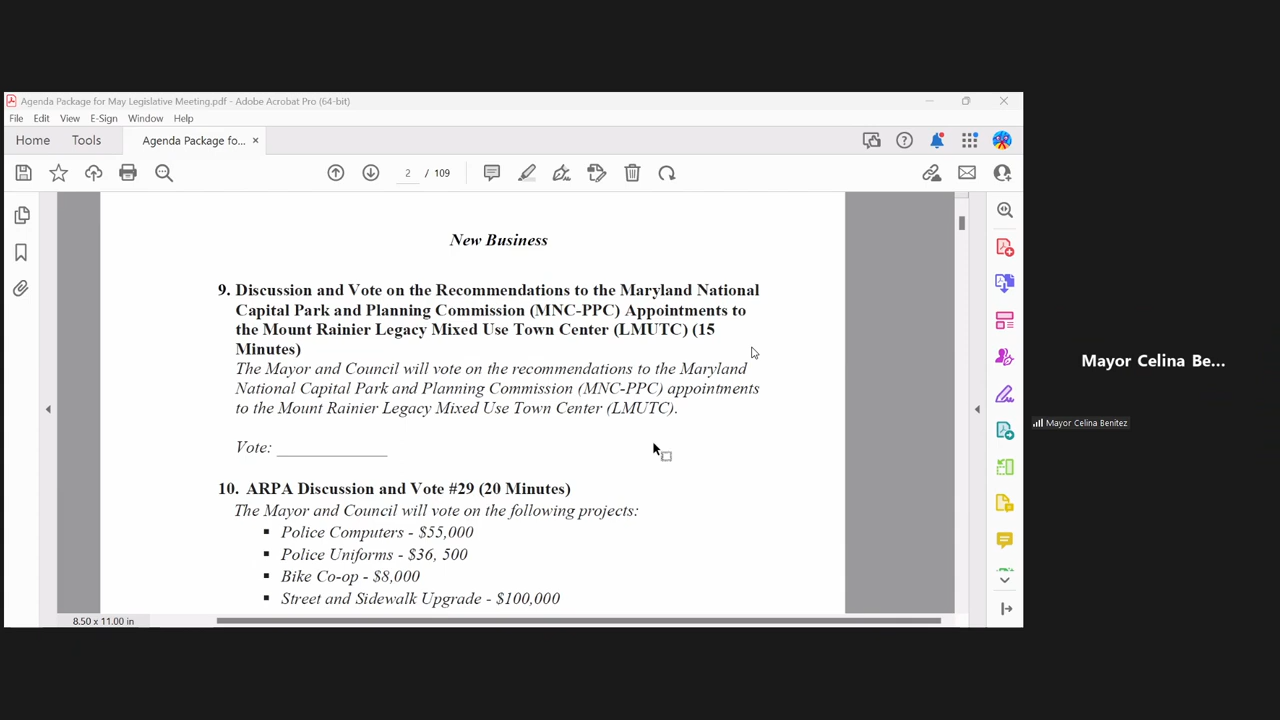 Agenda Package for May Legislative Meeting.pdf - Adobe Acrobat Pro (64-bit)
File Edit View E-Sign Window Help
Home Tools Agenda Package fo... ×
2 / 109
New Business
9. Discussion and Vote on the Recommendations to the Maryland National
Capital Park and Planning Commission (MNC-PPC) Appointments to
the Mount Rainier Legacy Mixed Use Town Center (LMUTC) (15
Minutes)
The Mayor and Council will vote on the recommendations to the Maryland
National Capital Park and Planning Commission (MNC-PPC) appointments
to the Mount Rainier Legacy Mixed Use Town Center (LMUTC).
Vote: ____________
10. ARPA Discussion and Vote #29 (20 Minutes)
The Mayor and Council will vote on the following projects:
▪ Police Computers - $55,000
▪ Police Uniforms - $36, 500
▪ Bike Co-op - $8,000
▪ Street and Sidewalk Upgrade - $100,000
8.50 x 11.00 in
Mayor Celina Be...
Mayor Celina Benitez